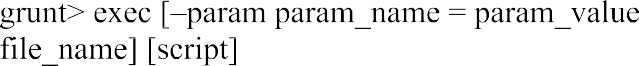 grunt> exec [–param param_name = param_value
file_name] [script]